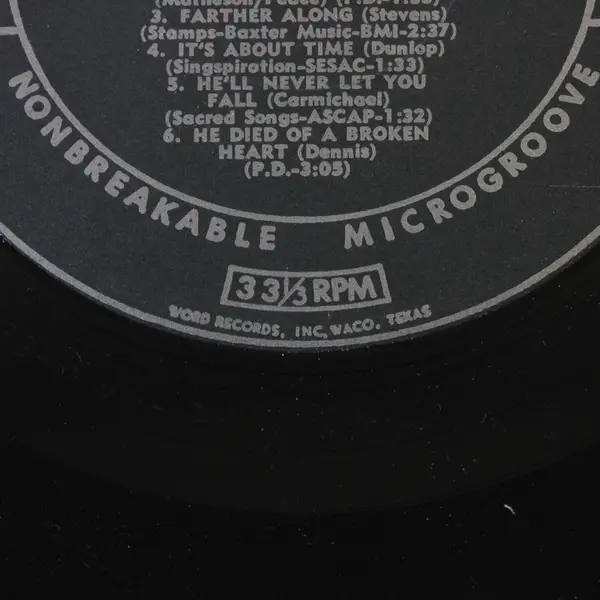 3. FARTHER ALONG (Stevens)
(Stamps-Baxter Music-BMI-2:37)
4. IT'S ABOUT TIME (Dunlop)
(Singspiration-SESAC-1:33)
5. HE'LL NEVER LET YOU
FALL (Carmichael)
(Sacred Songs-ASCAP-1:32)
6. HE DIED OF A BROKEN
HEART (Dennis)
(P.D.-3:05)
NONBREAKABLE MICROGROOVE
33⅓ RPM
WORD RECORDS, INC, WACO, TEXAS